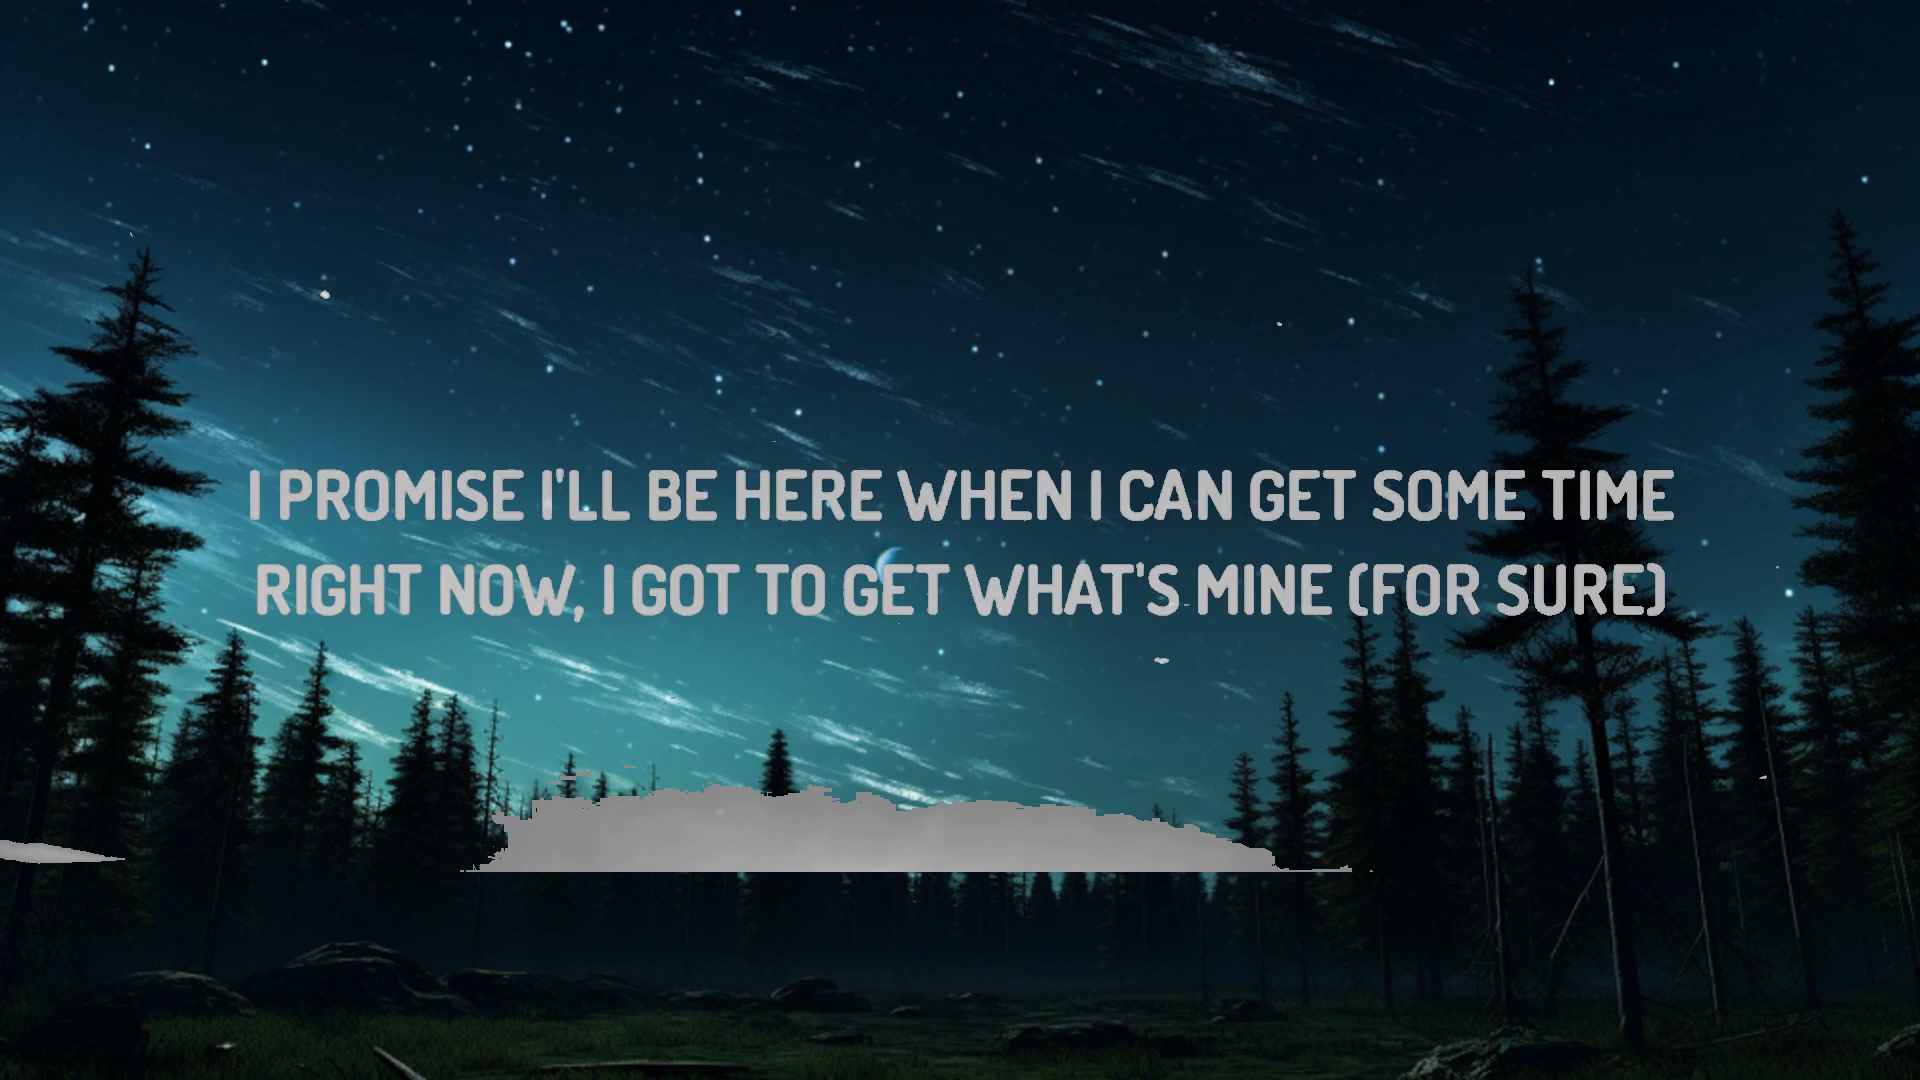 I PROMISE I'LL BE HERE WHEN I CAN GET SOME TIME
RIGHT NOW, I GOT TO GET WHAT'S MINE (FOR SURE)